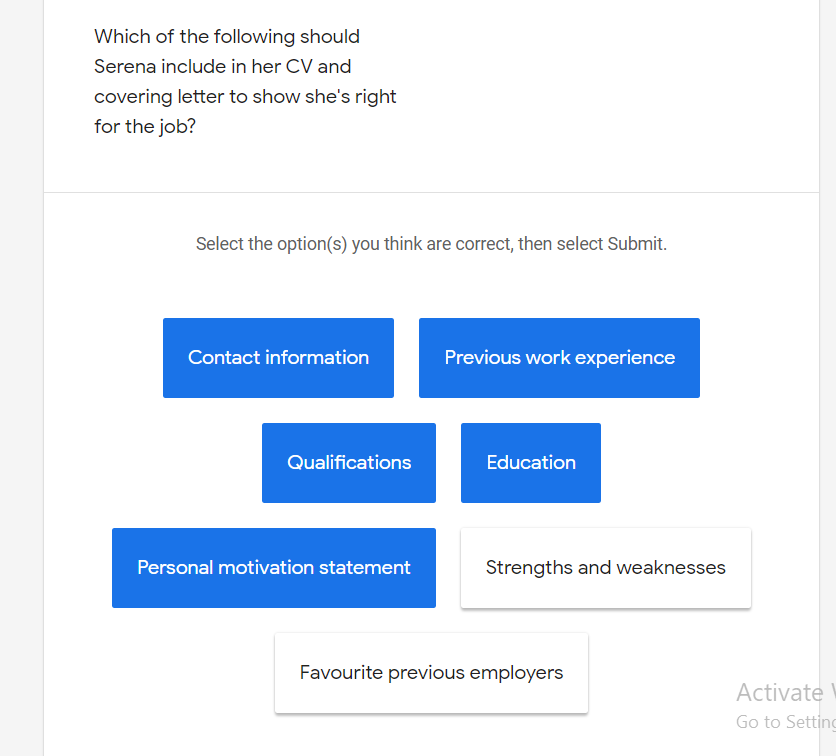 Which of the following should
Serena include in her CV and
covering letter to show she's right
for the job?
Select the option(s) you think are correct, then select Submit.
Contact information
Previous work experience
Qualifications
Education
Personal motivation statement
Strengths and weaknesses
Favourite previous employers
Activate
Go to Setting